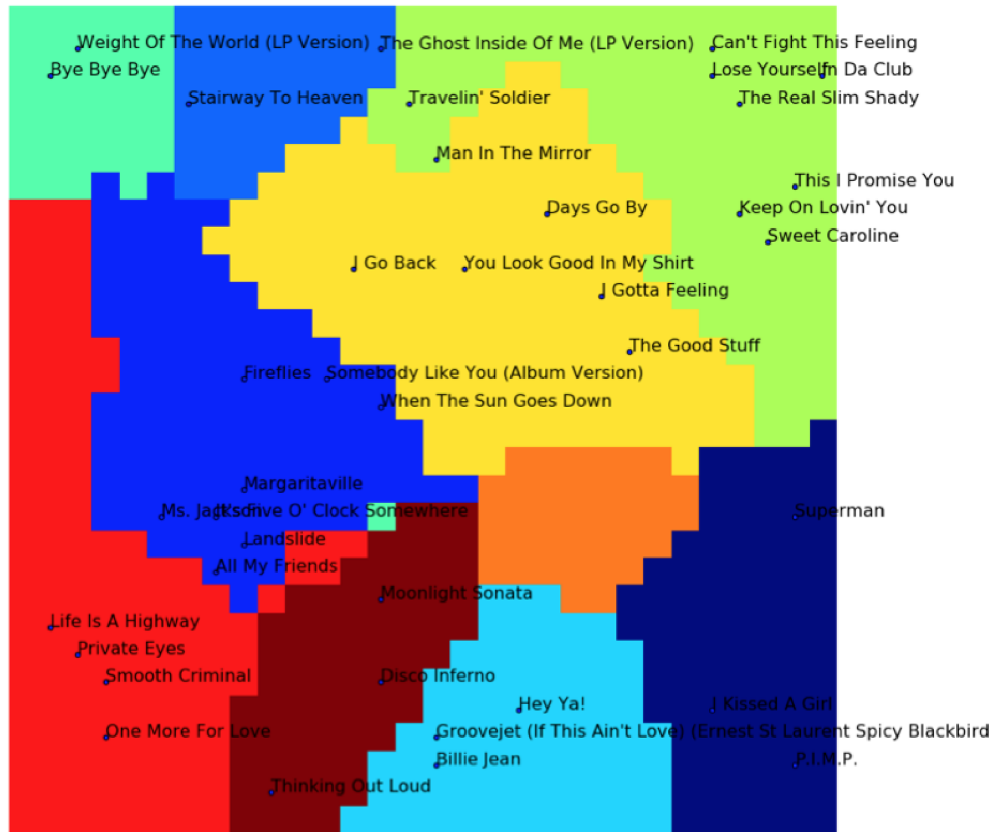 Weight Of The World (LP Version)
The Ghost Inside Of Me (LP Version)
Can't Fight This Feeling
Bye Bye Bye
Lose Yourself
In Da Club
Stairway To Heaven
Travelin' Soldier
The Real Slim Shady
Man In The Mirror
This I Promise You
Days Go By
Keep On Lovin' You
Sweet Caroline
I Go Back
You Look Good In My Shirt
I Gotta Feeling
The Good Stuff
Fireflies
Somebody Like You (Album Version)
When The Sun Goes Down
Margaritaville
Ms. Jackson
It's Five O' Clock Somewhere
Superman
Landslide
All My Friends
Moonlight Sonata
Life Is A Highway
Private Eyes
Smooth Criminal
Disco Inferno
Hey Ya!
I Kissed A Girl
One More For Love
Groovejet (If This Ain't Love) (Ernest St Laurent Spicy Blackbird
Billie Jean
P.I.M.P.
Thinking Out Loud